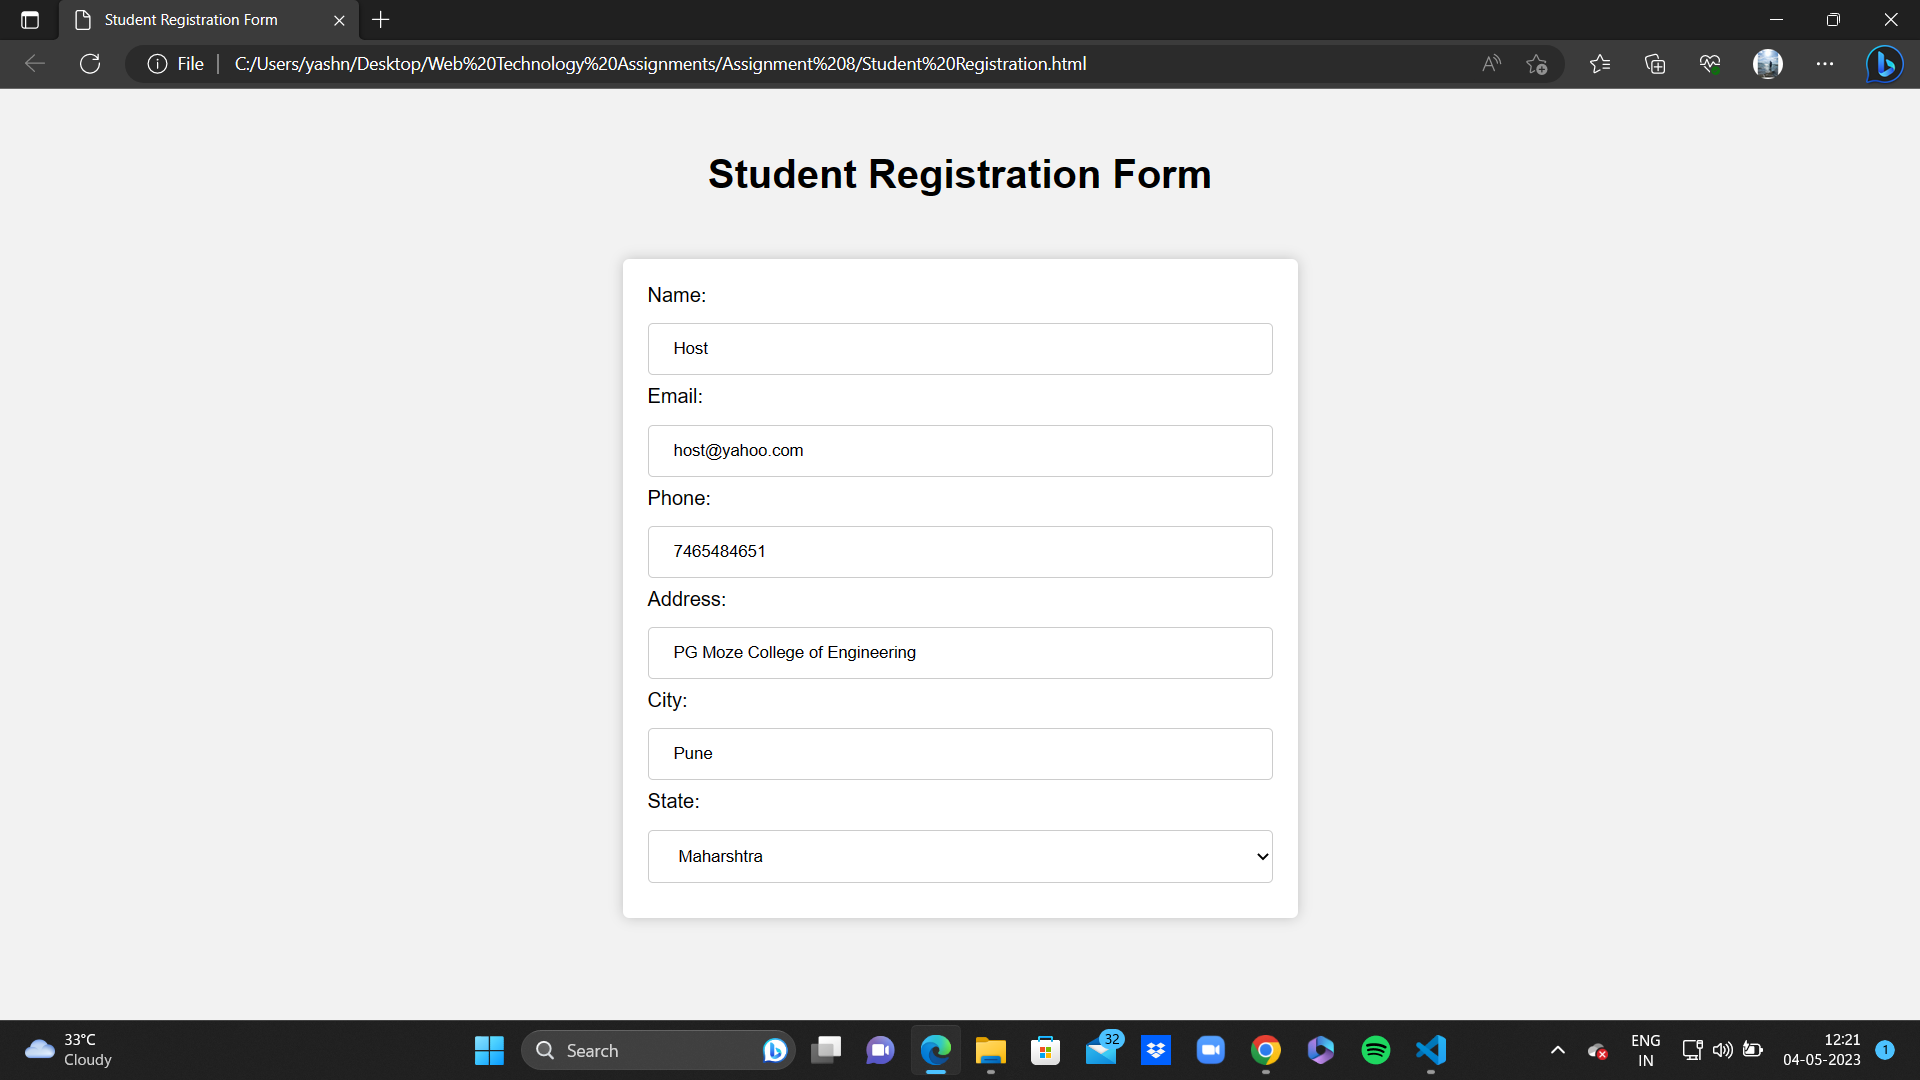 Student Registration Form
File
C:/Users/yashn/Desktop/Web%20Technology%20Assignments/Assignment%208/Student%20Registration.html
Student Registration Form
Name:
Host
Email:
host@yahoo.com
Phone:
7465484651
Address:
PG Moze College of Engineering
City:
Pune
State:
Maharshtra
33°C
Cloudy
Search
32
ENG
IN
12:21
04-05-2023
1